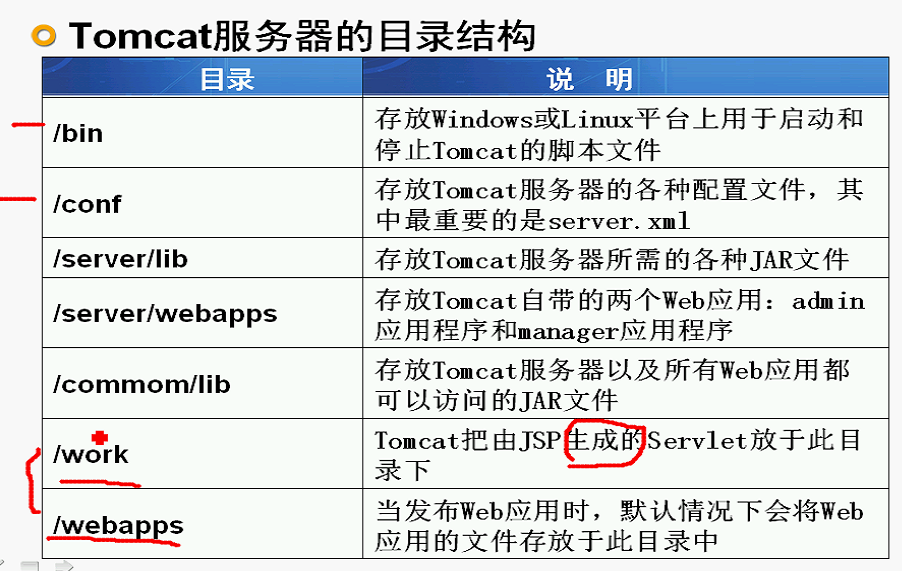 Tomcat服务器的目录结构
目录
说 明
/bin
存放Windows或Linux平台上用于启动和
停止Tomcat的脚本文件
/conf
存放Tomcat服务器的各种配置文件，其
中最重要的是server.xml
/server/lib
存放Tomcat服务器所需的各种JAR文件
/server/webapps
存放Tomcat自带的两个Web应用：admin
应用程序和manager应用程序
/commom/lib
存放Tomcat服务器以及所有Web应用都
可以访问的JAR文件
/work
Tomcat把由JSP生成的Servlet放于此目
录下
/webapps
当发布Web应用时，默认情况下会将Web
应用的文件存放于此目录中